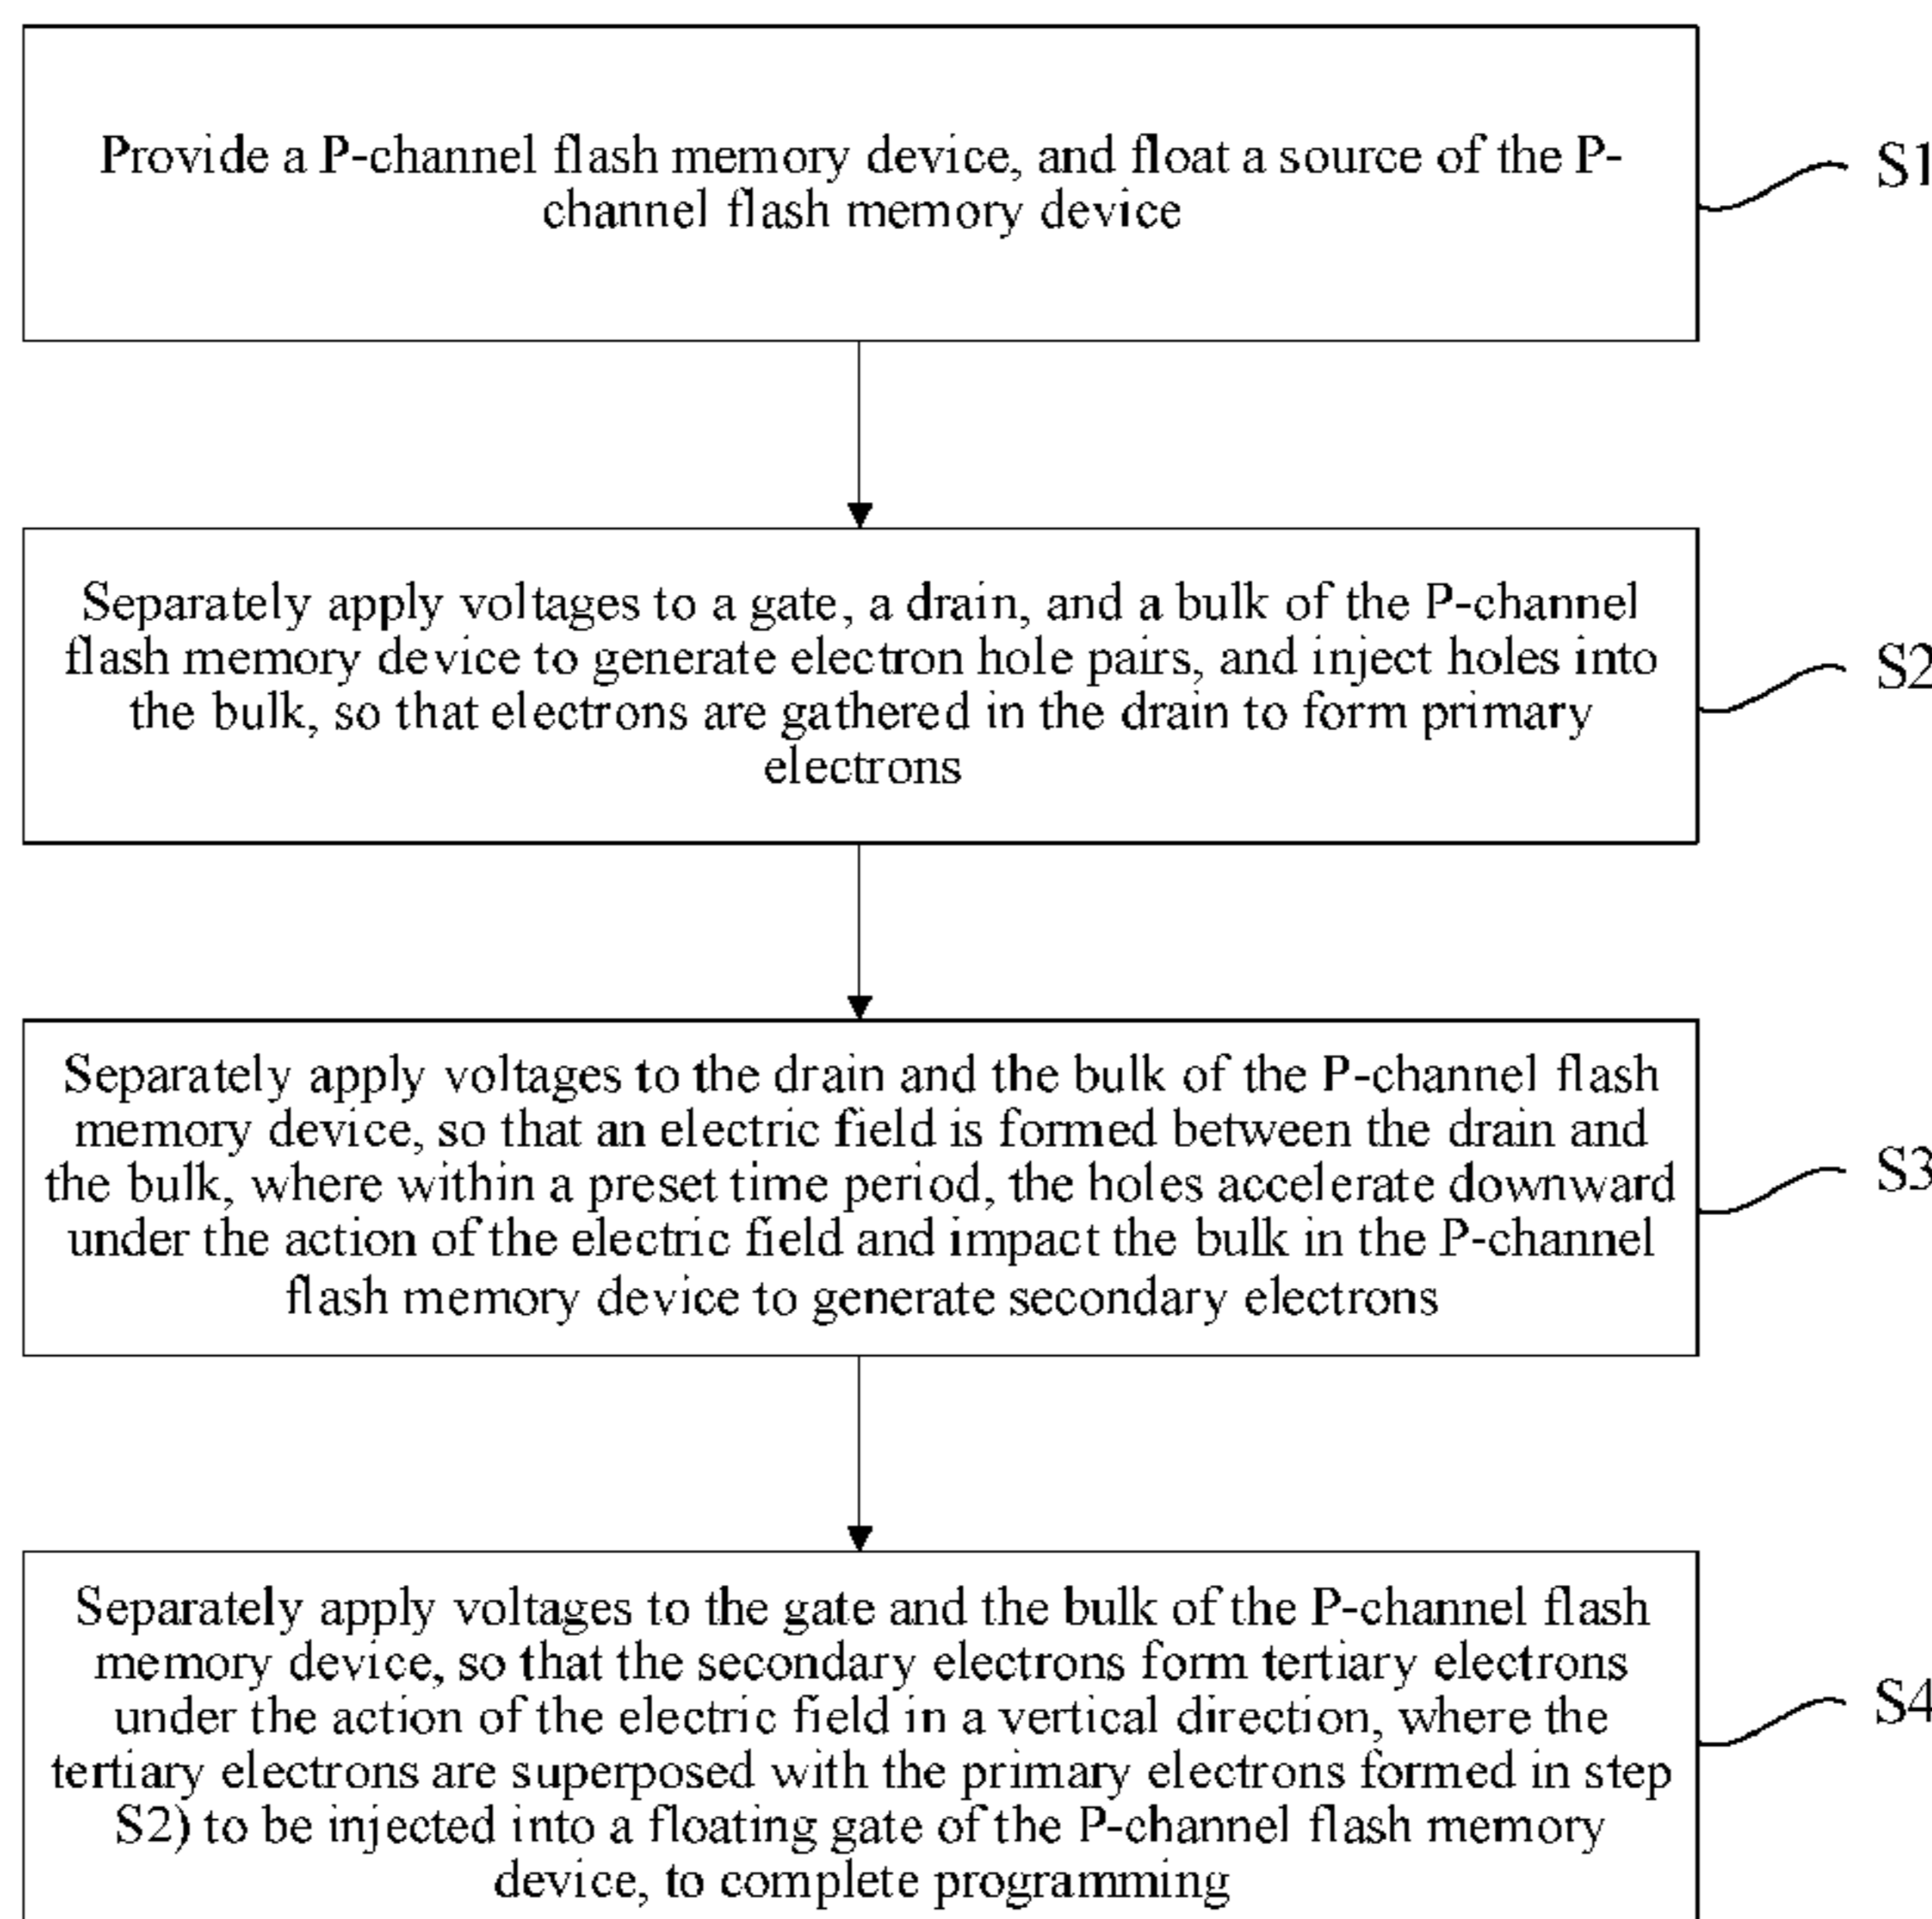 Provide a P-channel flash memory device, and float a source of the P-
channel flash memory device
S1
Separately apply voltages to a gate, a drain, and a bulk of the P-channel
flash memory device to generate electron hole pairs, and inject holes into
the bulk, so that electrons are gathered in the drain to form primary
electrons
S2
Separately apply voltages to the drain and the bulk of the P-channel flash
memory device, so that an electric field is formed between the drain and
the bulk, where within a preset time period, the holes accelerate downward
under the action of the electric field and impact the bulk in the P-channel
flash memory device to generate secondary electrons
S3
Separately apply voltages to the gate and the bulk of the P-channel flash
memory device, so that the secondary electrons form tertiary electrons
under the action of the electric field in a vertical direction, where the
tertiary electrons are superposed with the primary electrons formed in step
S2) to be injected into a floating gate of the P-channel flash memory
device, to complete programming
S4